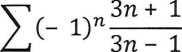 ∑(− 1)ⁿ (3n + 1)/(3n − 1)